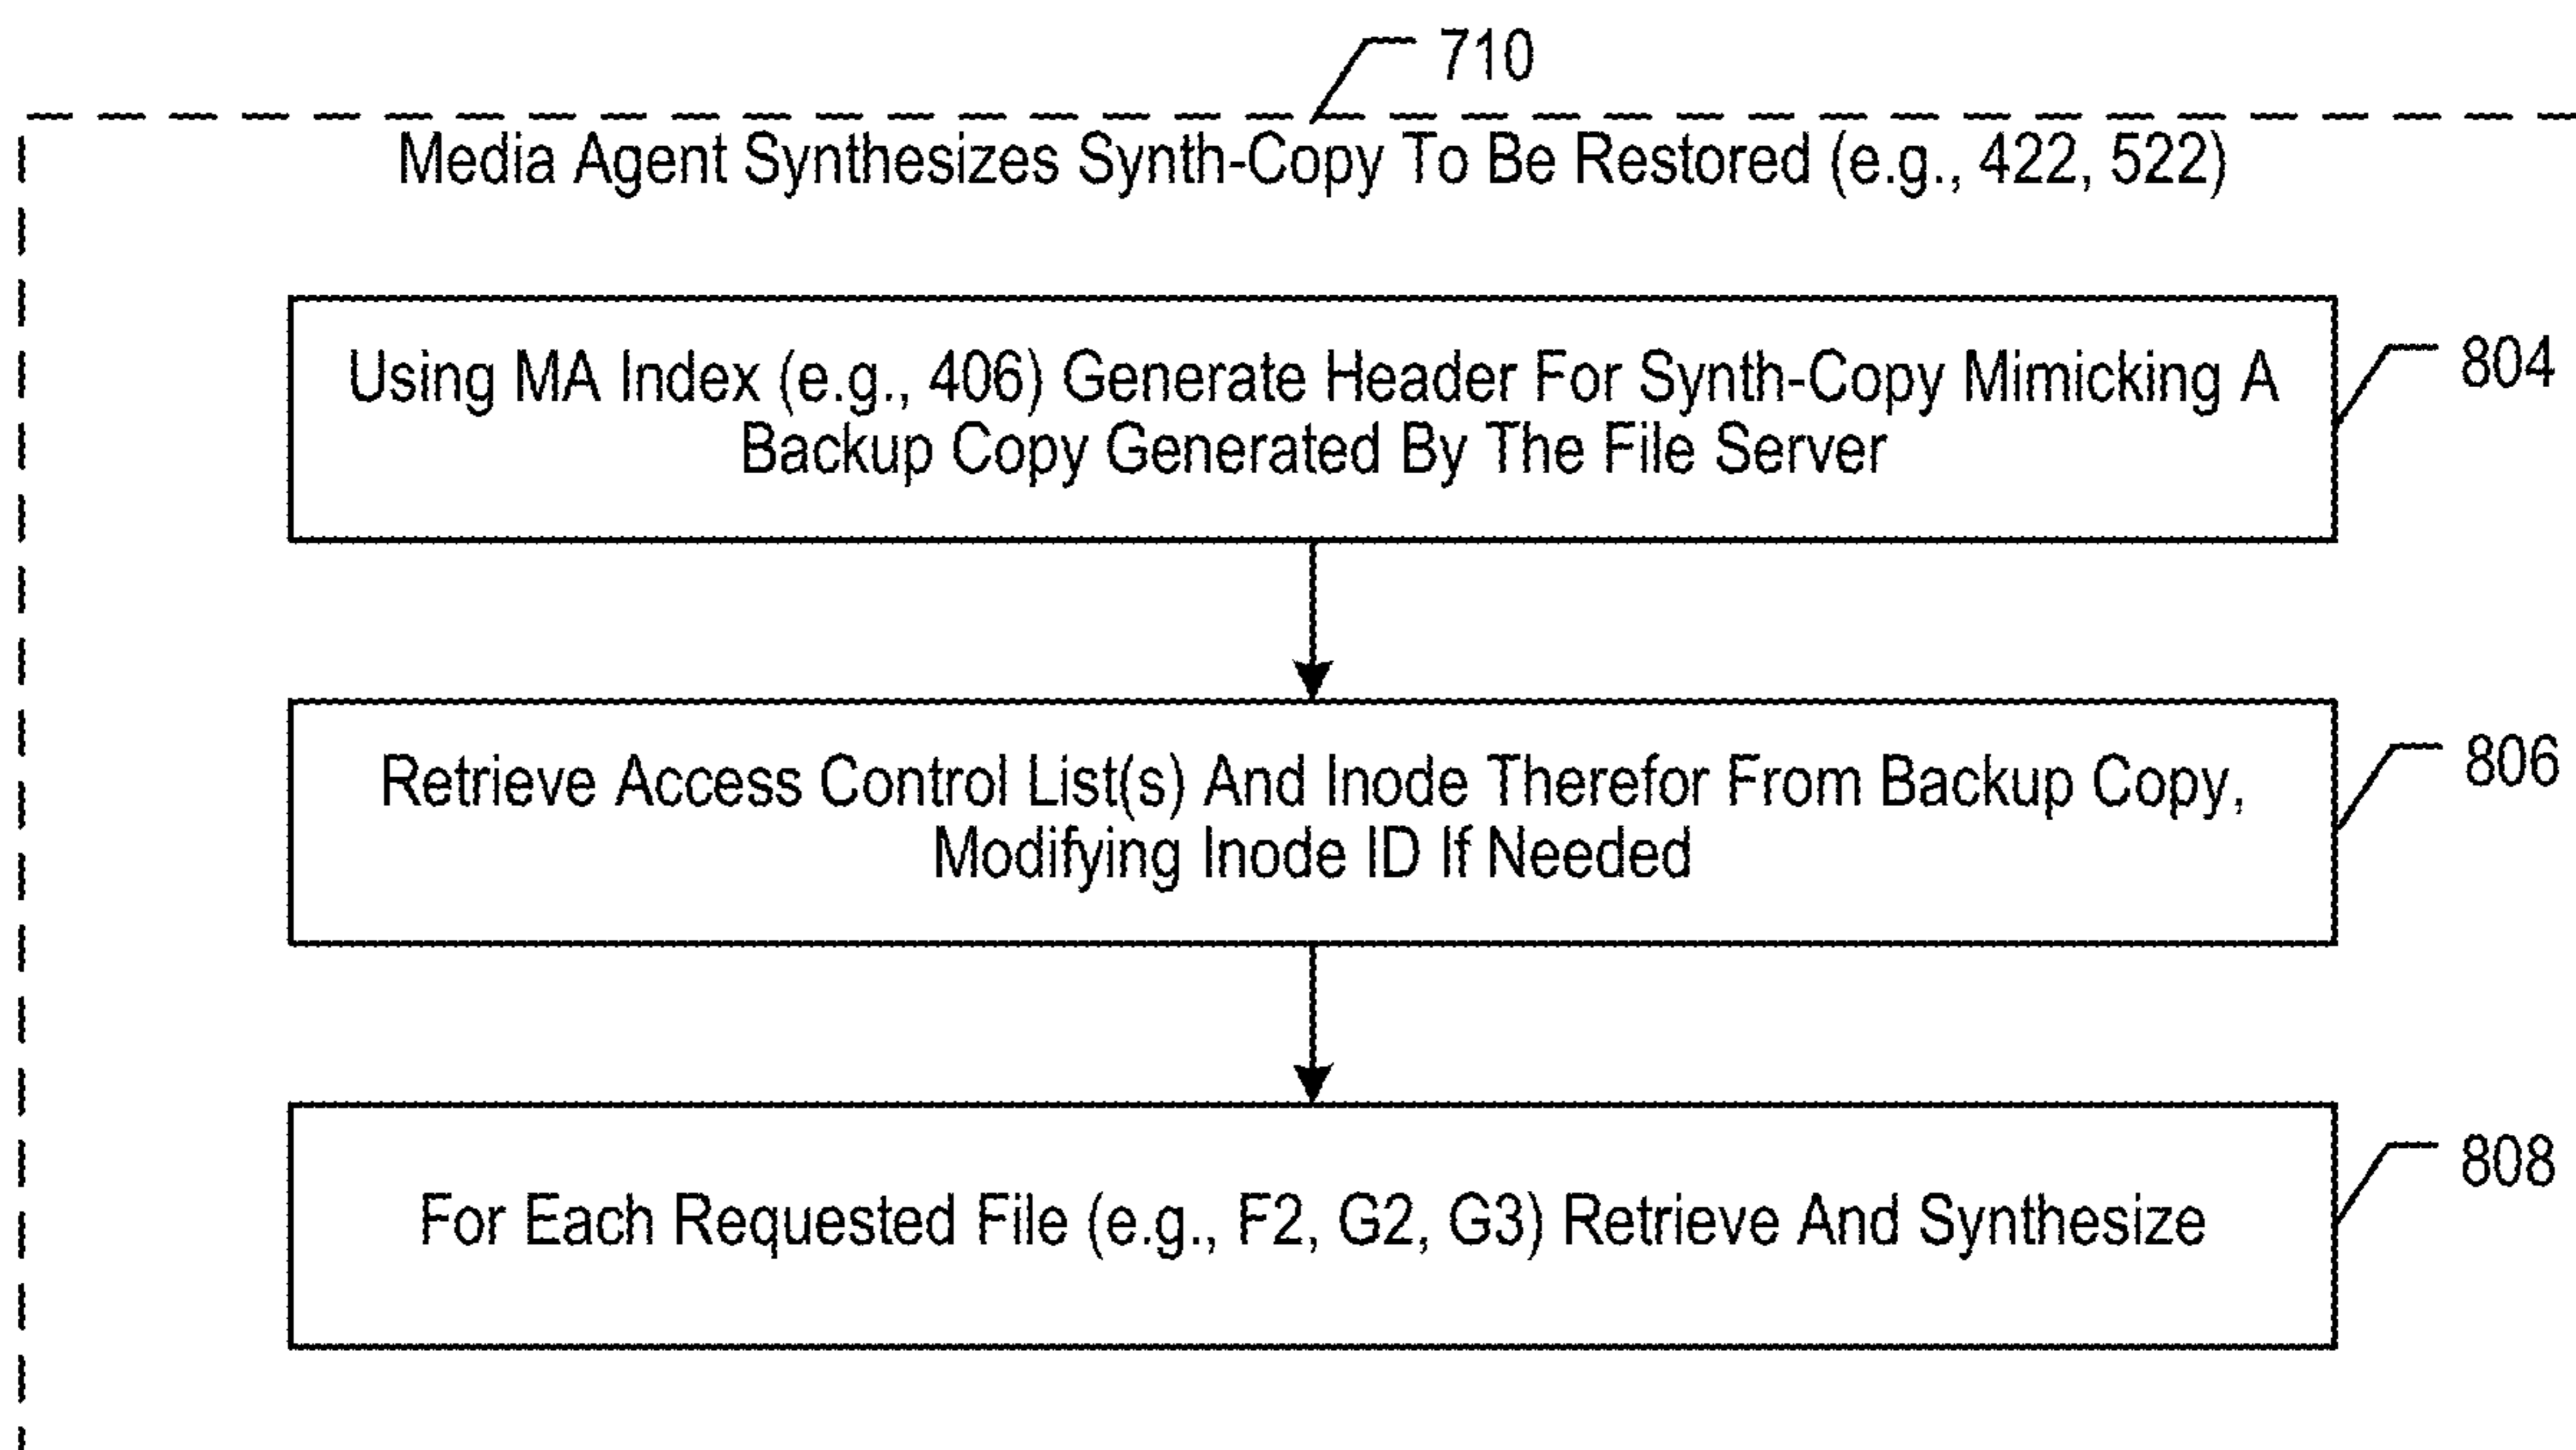 710
Media Agent Synthesizes Synth-Copy To Be Restored (e.g., 422, 522)
Using MA Index (e.g., 406) Generate Header For Synth-Copy Mimicking A
Backup Copy Generated By The File Server
804
Retrieve Access Control List(s) And Inode Therefor From Backup Copy,
Modifying Inode ID If Needed
806
For Each Requested File (e.g., F2, G2, G3) Retrieve And Synthesize
808